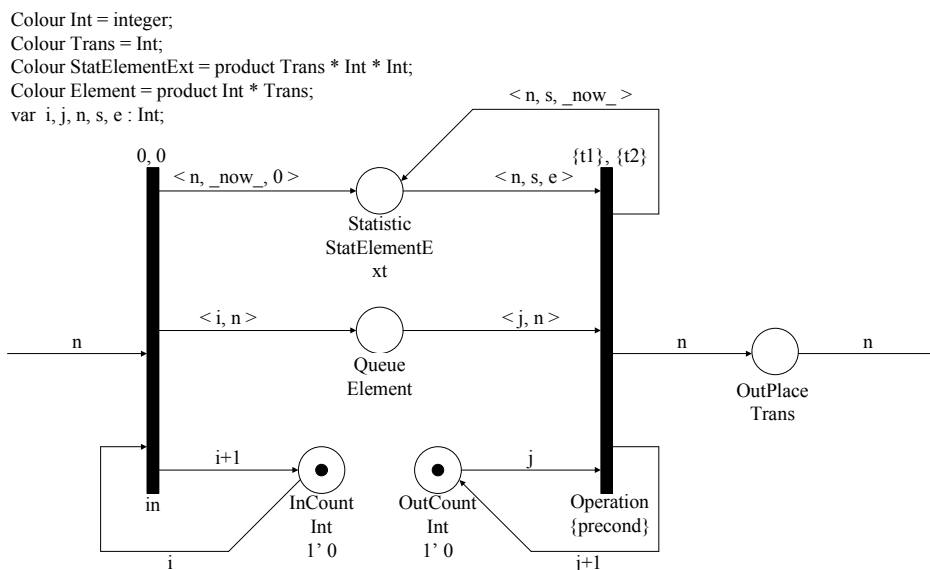 Colour Int = integer;
Colour Trans = Int;
Colour StatElementExt = product Trans * Int * Int;
Colour Element = product Int * Trans;
var i, j, n, s, e : Int;
< n, s, _now_ >
0, 0
{t1}, {t2}
< n, _now_, 0 >
< n, s, e >
Statistic
StatElementE
xt
< i, n >
< j, n >
n
n
n
Queue
Element
OutPlace
Trans
i+1
j
in
InCount
Int
1’ 0
OutCount
Int
1’ 0
Operation
{precond}
i
j+1